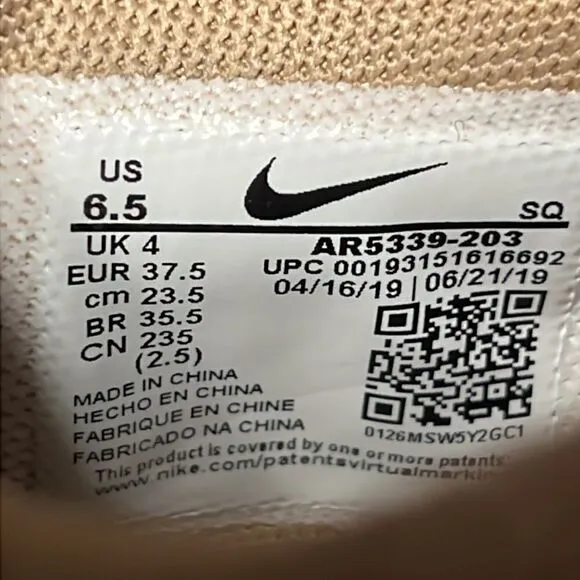 US
6.5
SQ
UK 4
EUR 37.5
cm 23.5
BR 35.5
CN 235
(2.5)
AR5339-203
UPC 00193151616692
04/16/19 | 06/21/19
0126MSW5Y2GC1
MADE IN CHINA
HECHO EN CHINA
FABRIQUE EN CHINE
FABRICADO NA CHINA
This product is covered by one or more patents
www.nike.com/patentsvirtualmarkin